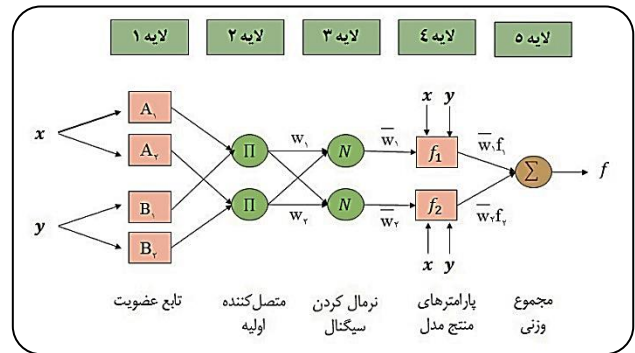 لایه ۱ لایه ۲ لایه ۳ لایه ۴ لایه ۵
x y
A۱
w۱ w̅۱ w̅۱f۱
x A۲ Π N f1
Σ f
B۱ Π N f2
y w۲ w̅۲ w̅۲f۲
B۲
x y
تابع عضویت متصل‌کننده نرمال کردن پارامترهای مجموع
اولیه سیگنال منتج مدل وزنی